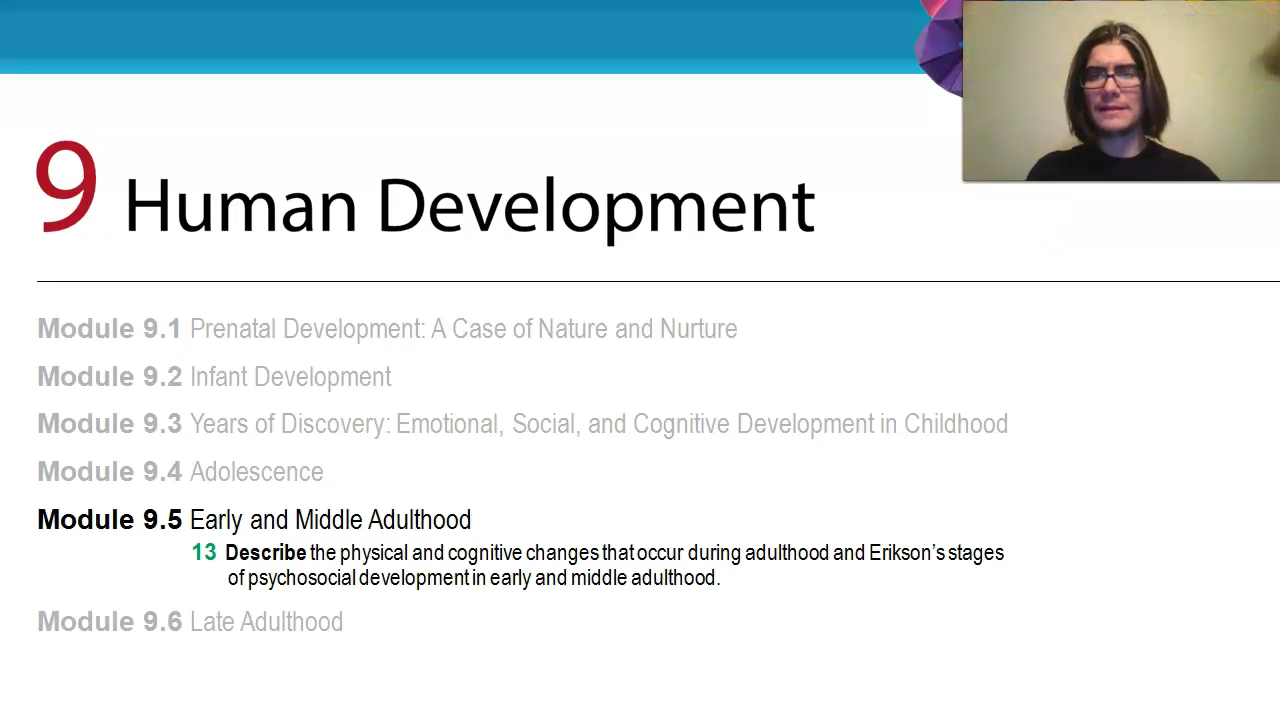 9 Human Development
Module 9.1 Prenatal Development: A Case of Nature and Nurture
Module 9.2 Infant Development
Module 9.3 Years of Discovery: Emotional, Social, and Cognitive Development in Childhood
Module 9.4 Adolescence
Module 9.5 Early and Middle Adulthood
13 Describe the physical and cognitive changes that occur during adulthood and Erikson’s stages
of psychosocial development in early and middle adulthood.
Module 9.6 Late Adulthood